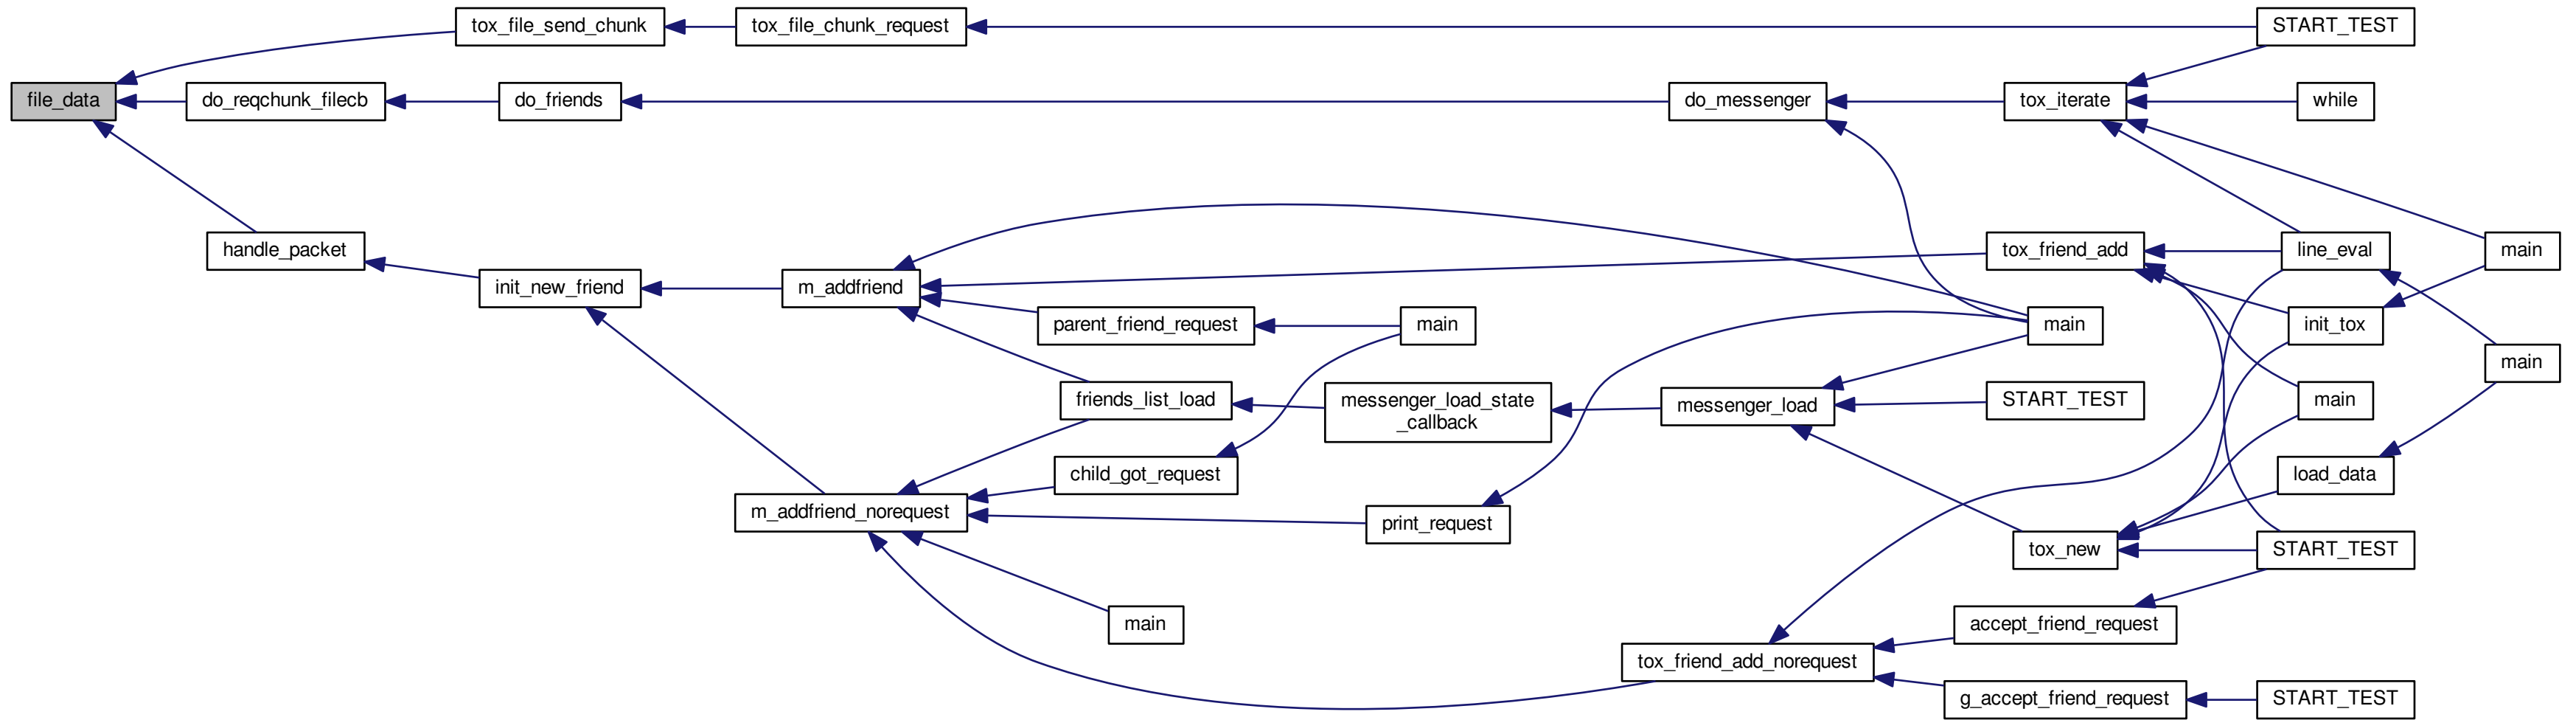 tox_file_send_chunk
tox_file_chunk_request
START_TEST
file_data
do_reqchunk_filecb
do_friends
do_messenger
tox_iterate
while
handle_packet
tox_friend_add
line_eval
main
init_new_friend
m_addfriend
parent_friend_request
main
main
init_tox
main
friends_list_load
messenger_load_state
_callback
messenger_load
START_TEST
main
child_got_request
load_data
m_addfriend_norequest
print_request
tox_new
START_TEST
main
accept_friend_request
tox_friend_add_norequest
g_accept_friend_request
START_TEST